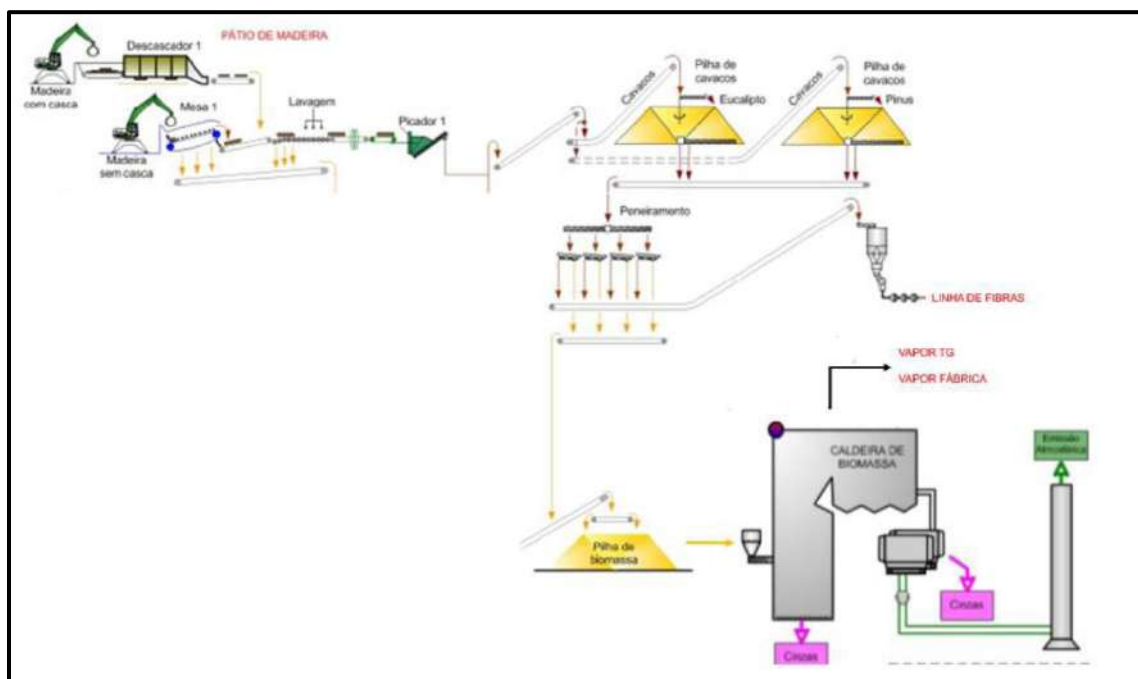 PÁTIO DE MADEIRA
Descascador 1
Madeira
com casca
Mesa 1
Lavagem
Picador 1
Madeira
sem casca
Cavacos
Pilha de
cavacos
Eucalipto
Cavacos
Pilha de
cavacos
Pinus
Peneiramento
LINHA DE FIBRAS
VAPOR TG
VAPOR FÁBRICA
CALDEIRA DE
BIOMASSA
Emissão
Atmosférica
Pilha de
biomassa
Cinzas
Cinzas